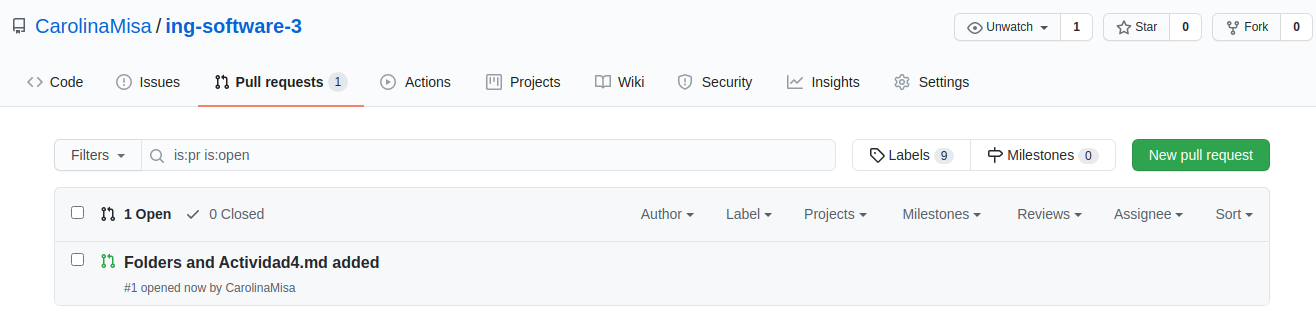 CarolinaMisa / ing-software-3
Unwatch 1 Star 0 Fork 0
Code Issues Pull requests 1 Actions Projects Wiki Security Insights Settings
Filters is:pr is:open Labels 9 Milestones 0 New pull request
1 Open 0 Closed Author Label Projects Milestones Reviews Assignee Sort
Folders and Actividad4.md added
#1 opened now by CarolinaMisa